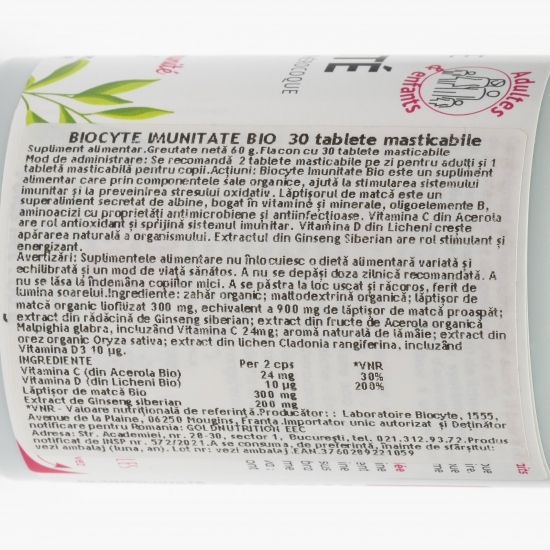 Adultes
& enfants
TÉ
BIOCYTE IMUNITATE BIO 30 tablete masticabile
Supliment alimentar.Greutate netă 60 g.Flacon cu 30 tablete masticabile
Mod de administrare: Se recomandă 2 tablete masticabile pe zi pentru adulți și 1
tabletă masticabilă pentru copii.Acțiuni: Biocyte Imunitate Bio este un supliment
alimentar care prin componentele sale organice, ajută la stimularea sistemului
imunitar și la preveinirea stresului oxidativ. Lăptișorul de matcă este un
superaliment secretat de albine, bogat în vitamine și minerale, oligoelemente B,
aminoacizi cu proprietăți antimicrobiene și antiinfecțioase. Vitamina C din Acerola
are rol antioxidant și sprijină sistemul imunitar. Vitamina D din Licheni crește
apărarea naturală a organismului. Extractul din Ginseng Siberian are rol stimulant și
energizant.
Avertizări: Suplimentele alimentare nu înlocuiesc o dietă alimentară variată și
echilibrată și un mod de viață sănătos. A nu se depăși doza zilnică recomandată. A
nu se lăsa la îndemâna copiilor mici. A se păstra la loc uscat și răcoros, ferit de
lumina soarelui.Ingrediente: zahăr organic; maltodextrină organică; lăptișor de
matcă organic liofilizat 300 mg, echivalent a 900 mg de lăptișor de matcă proaspăt;
extract din rădăcină de Ginseng siberian; extract din fructe de Acerola organică
Malpighia glabra, incluzând Vitamina C 24mg; aromă naturală de lămâie; extract din
orez organic Oryza sativa; extract din lichen Cladonia rangiferina, incluzând
Vitamina D3 10 µg.
INGREDIENTE Per 2 cps *VNR
Vitamina C (din Acerola Bio) 24 mg 30%
Vitamina D (din Licheni Bio) 10 µg 200%
Lăptișor de matcă Bio 300 mg
Extract de Ginseng siberian 200 mg
*VNR - Valoare nutrițională de referință.Producător: : Laboratoire Biocyte, 1555,
Avenue de la Plaine, 06250 Mougins, Franța.Importator unic autorizat și Deținător
notificare pentru Romania: GOLDNUTRITION EEC
Adresa: Str. Academiei, nr. 28-30, sector 1, București, tel. 021.312.93.72.Produs
notificat de INSP nr. 572/2021.A se consuma, de preferință, înainte de sfârșitul:
vezi ambalaj (luna, an). Lot nr: vezi ambalaj.EAN:3760289221059